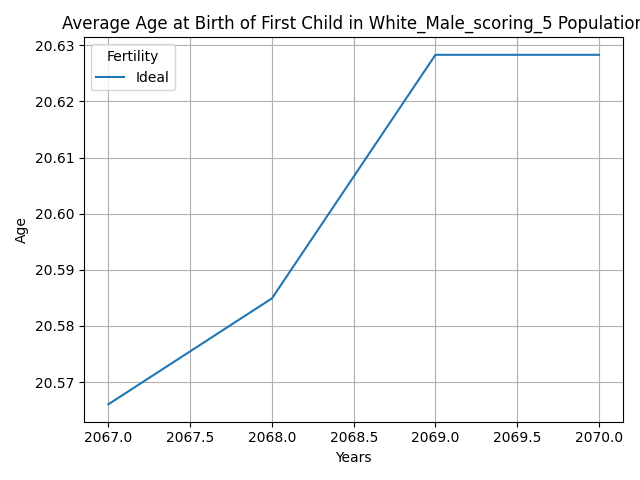 Average Age at Birth of First Child in White_Male_scoring_5 Population
Fertility
Ideal
20.63
20.62
20.61
20.60
20.59
20.58
20.57
Age
2067.0 2067.5 2068.0 2068.5 2069.0 2069.5 2070.0
Years